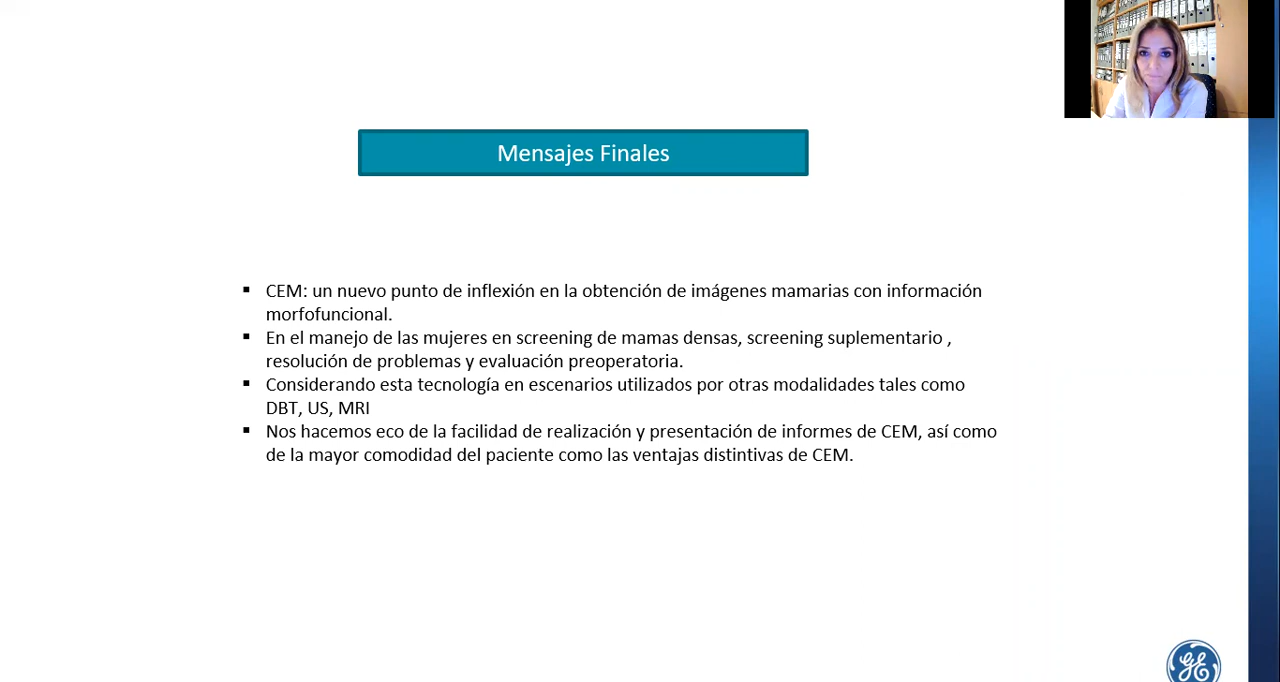 Mensajes Finales
▪ CEM: un nuevo punto de inflexión en la obtención de imágenes mamarias con información
morfofuncional.
▪ En el manejo de las mujeres en screening de mamas densas, screening suplementario ,
resolución de problemas y evaluación preoperatoria.
▪ Considerando esta tecnología en escenarios utilizados por otras modalidades tales como
DBT, US, MRI
▪ Nos hacemos eco de la facilidad de realización y presentación de informes de CEM, así como
de la mayor comodidad del paciente como las ventajas distintivas de CEM.
GE